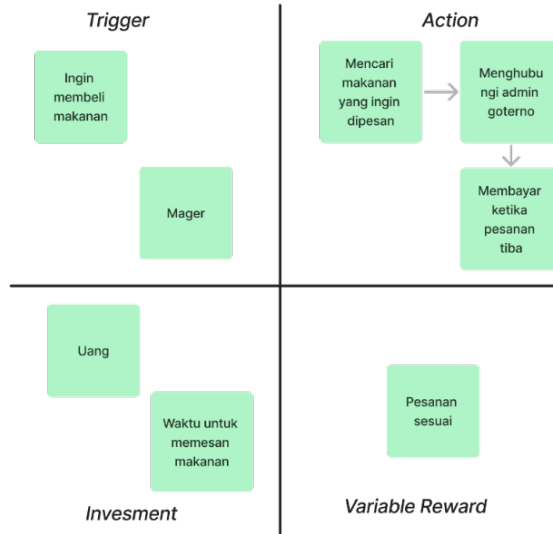 Trigger
Ingin
membeli
makanan
Mager
Action
Mencari
makanan
yang ingin
dipesan
Menghubu
ngi admin
goterno
Membayar
ketika
pesanan
tiba
Uang
Waktu untuk
memesan
makanan
Invesment
Pesanan
sesuai
Variable Reward